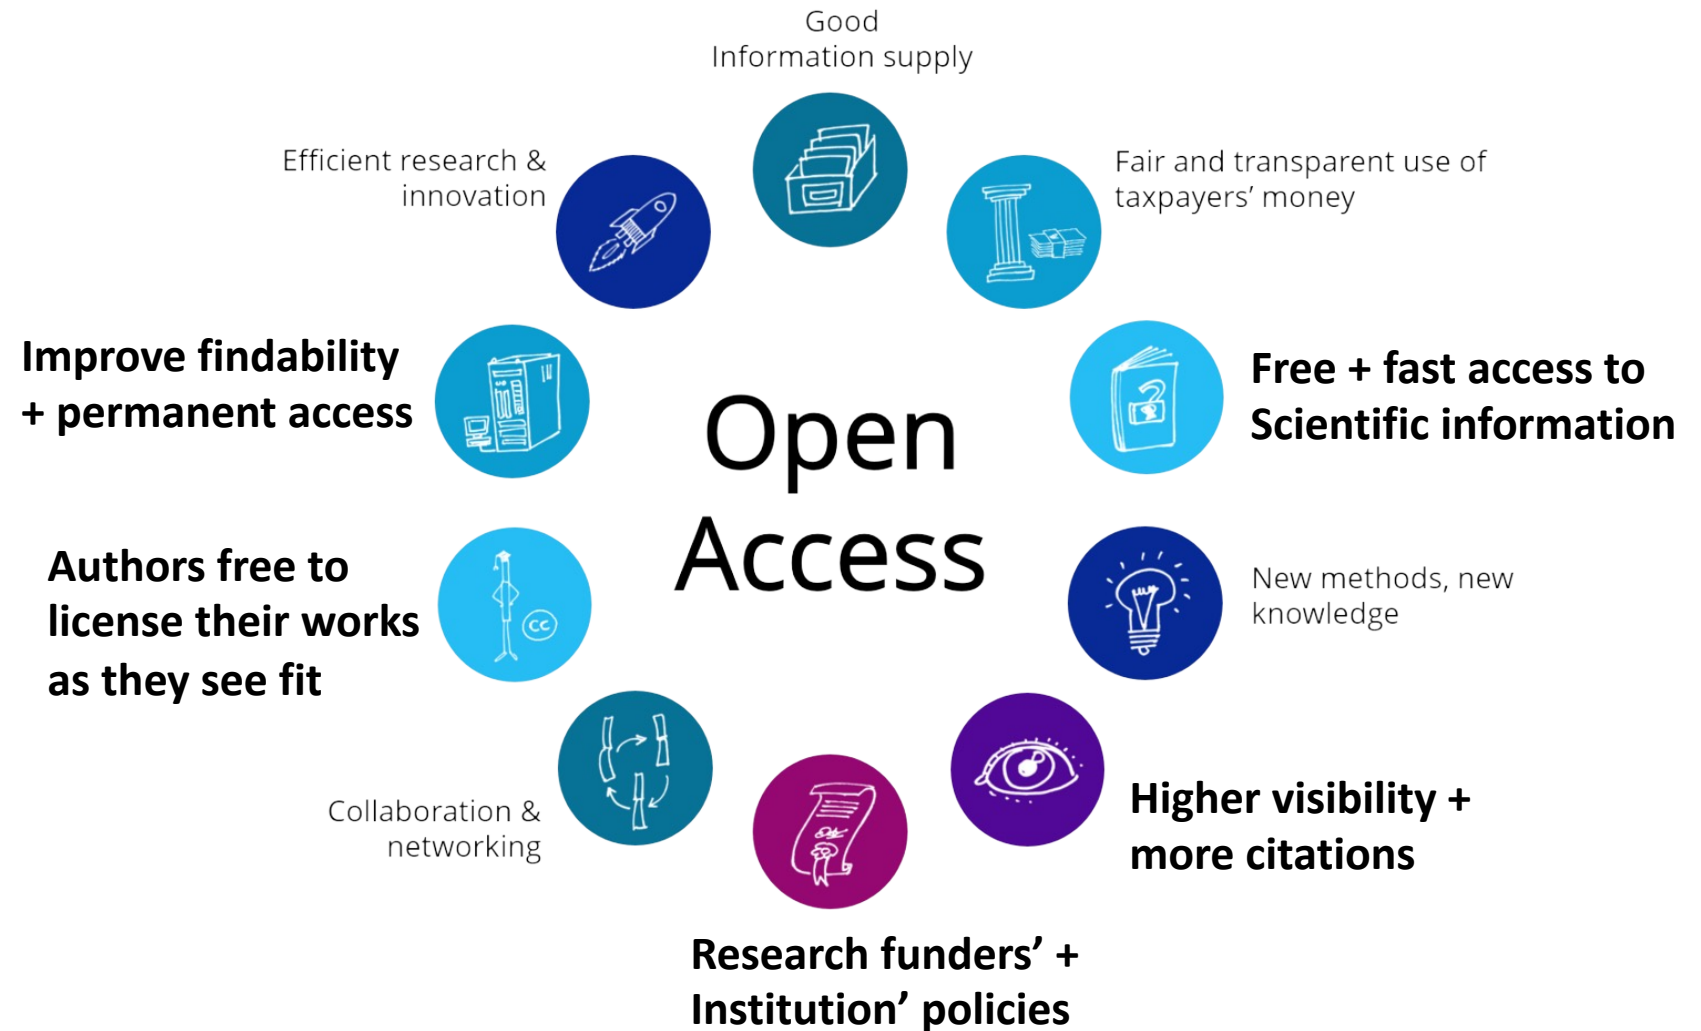 Good
Information supply
Efficient research &
innovation
Fair and transparent use of
taxpayers’ money
Improve findability
+ permanent access
Free + fast access to
Scientific information
Open
Access
Authors free to
license their works
as they see fit
CC
New methods, new
knowledge
Collaboration &
networking
Higher visibility +
more citations
Research funders’ +
Institution’ policies